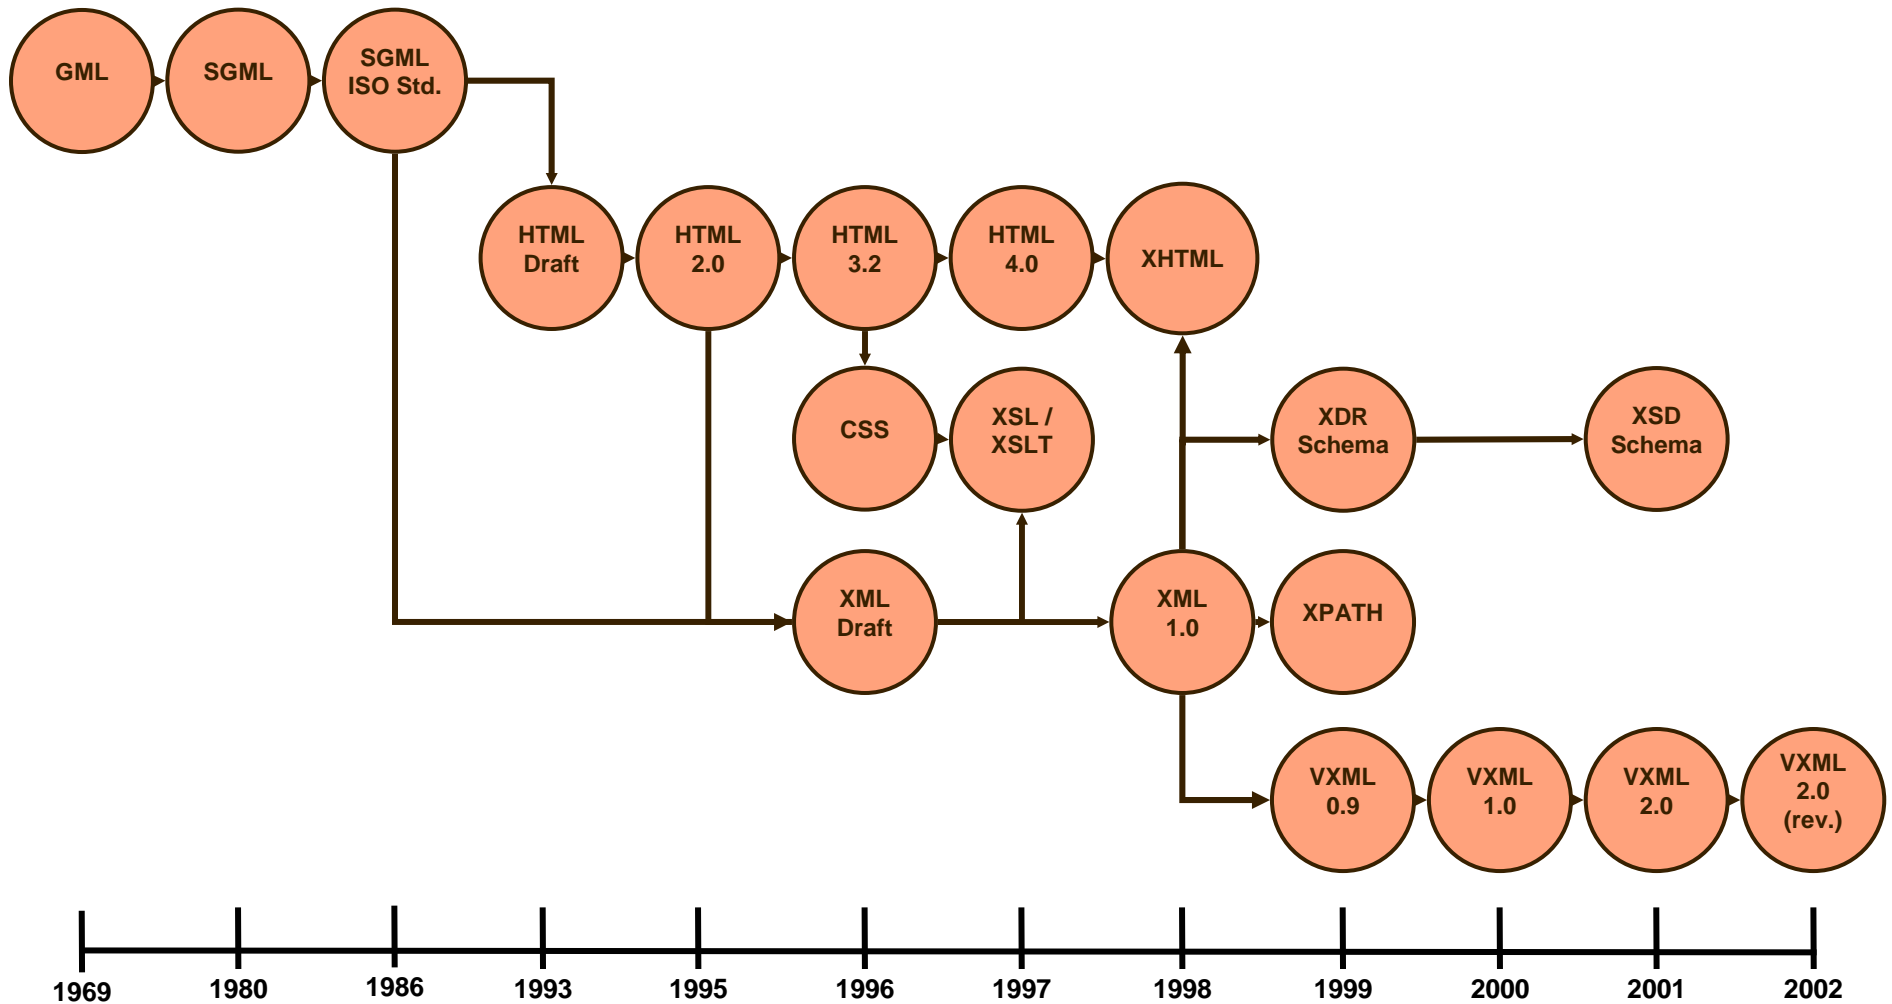 GML
SGML
SGML
ISO Std.
HTML
Draft
HTML
2.0
HTML
3.2
HTML
4.0
XHTML
CSS
XSL /
XSLT
XDR
Schema
XSD
Schema
XML
Draft
XML
1.0
XPATH
VXML
0.9
VXML
1.0
VXML
2.0
VXML
2.0
(rev.)
1969
1980
1986
1993
1995
1996
1997
1998
1999
2000
2001
2002